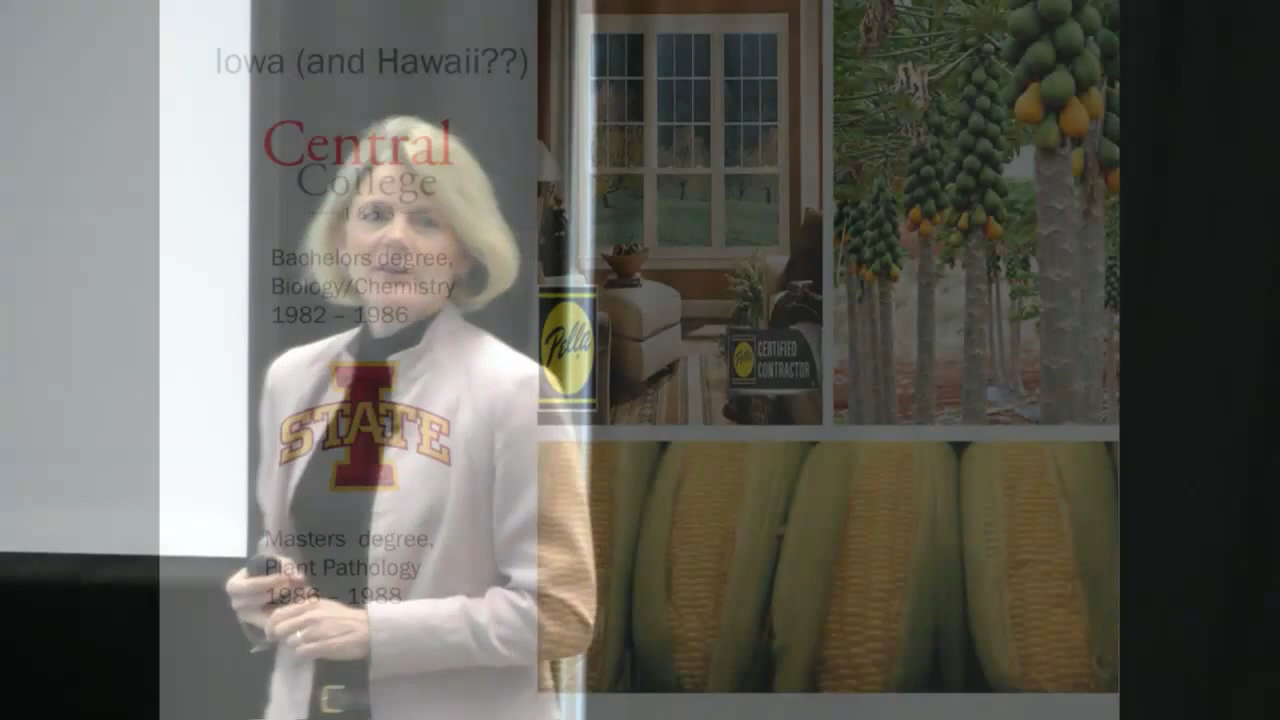 Iowa (and Hawaii??)
Central
College
Bachelors degree,
Biology/Chemistry
1982 – 1986
STATE
Masters degree,
Plant Pathology
1986 – 1988
Pella
Pella
CERTIFIED
CONTRACTOR